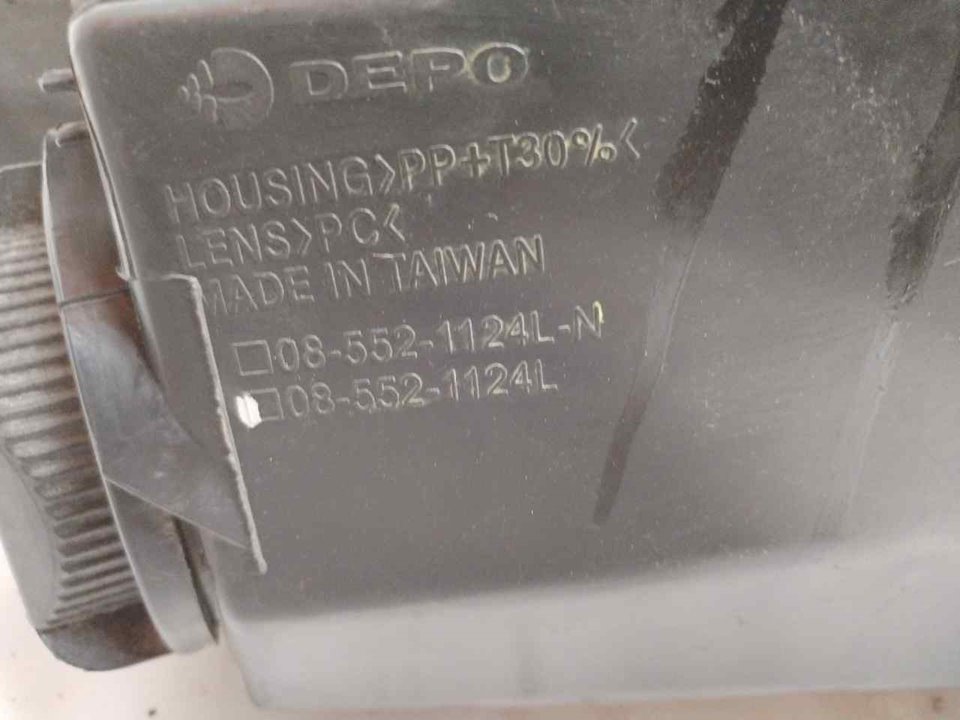 DEPO
HOUSING>PP+T30%<
LENS>PC<
MADE IN TAIWAN
□08-552-1124L-N
□08-552-1124L